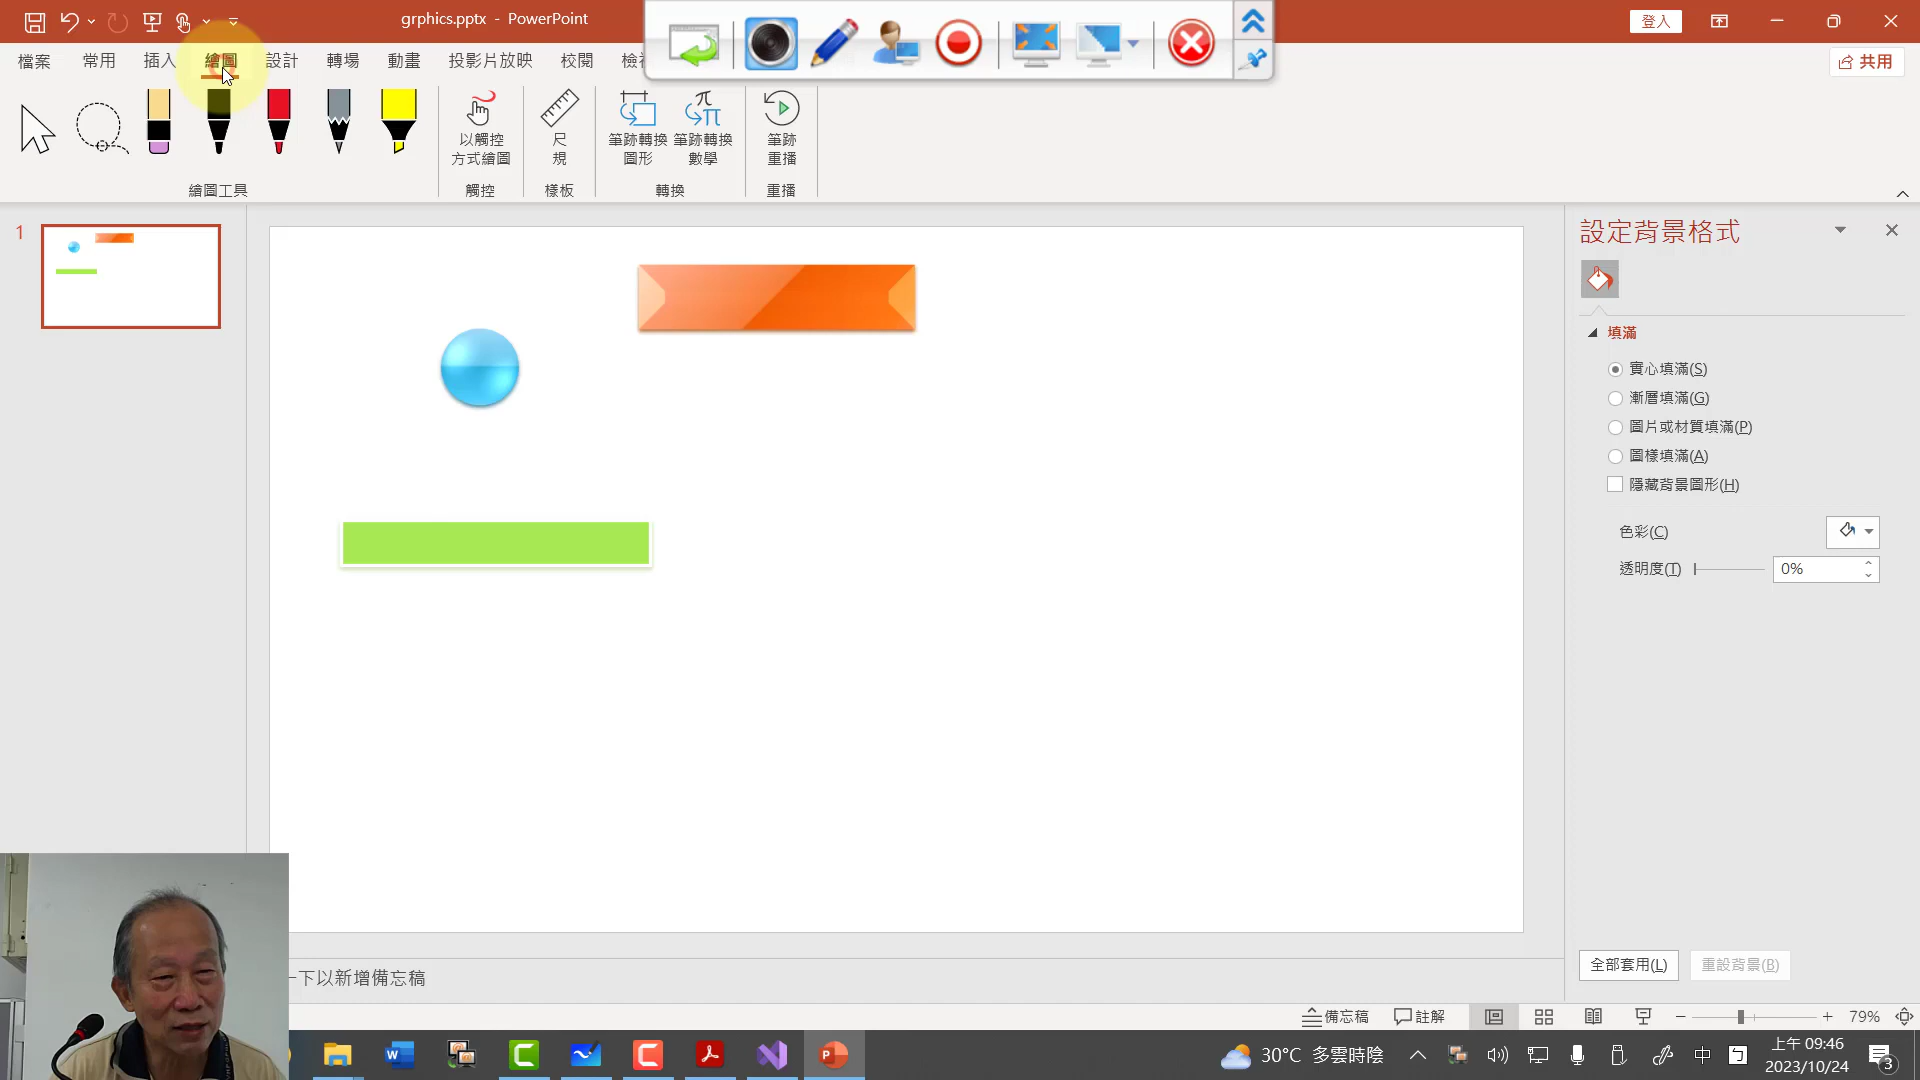 grphics.pptx - PowerPoint
登入
檔案 常用 插入 繪圖 設計 轉場 動畫 投影片放映 校閱
共用
以觸控方式繪圖
尺規
筆跡轉換圖形
筆跡轉換數學
筆跡重播
繪圖工具 觸控 樣板 轉換 重播
1
設定背景格式
填滿
實心填滿(S)
漸層填滿(G)
圖片或材質填滿(P)
圖樣填滿(A)
隱藏背景圖形(H)
色彩(C)
透明度(T) 0%
全部套用(L) 重設背景(B)
一下以新增備忘稿
備忘稿 註解 79%
30°C 多雲時陰
中
上午 09:46
2023/10/24
3